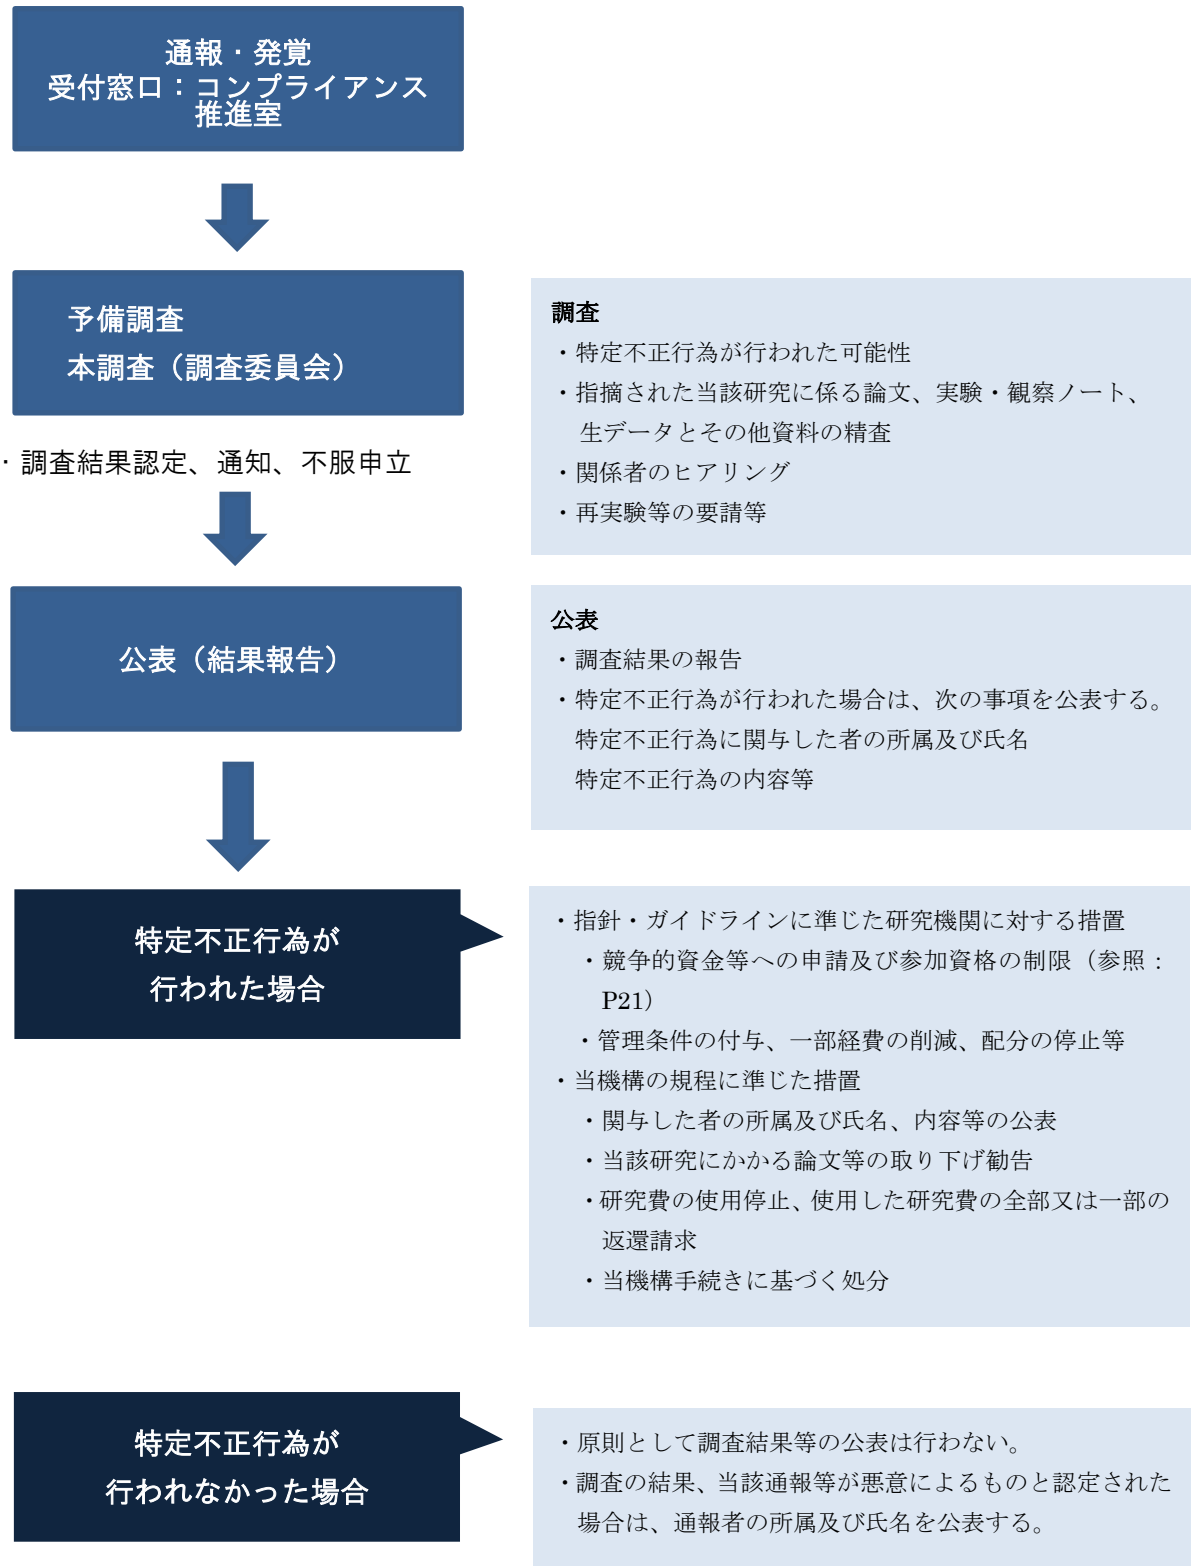 通報・発覚
受付窓口：コンプライアンス
推進室
予備調査
本調査（調査委員会）
・調査結果認定、通知、不服申立
調査
・特定不正行為が行われた可能性
・指摘された当該研究に係る論文、実験・観察ノート、
生データとその他資料の精査
・関係者のヒアリング
・再実験等の要請等
公表（結果報告）
公表
・調査結果の報告
・特定不正行為が行われた場合は、次の事項を公表する。
特定不正行為に関与した者の所属及び氏名
特定不正行為の内容等
特定不正行為が
行われた場合
・指針・ガイドラインに準じた研究機関に対する措置
・競争的資金等への申請及び参加資格の制限（参照：
P21）
・管理条件の付与、一部経費の削減、配分の停止等
・当機構の規程に準じた措置
・関与した者の所属及び氏名、内容等の公表
・当該研究にかかる論文等の取り下げ勧告
・研究費の使用停止、使用した研究費の全部又は一部の
返還請求
・当機構手続きに基づく処分
特定不正行為が
行われなかった場合
・原則として調査結果等の公表は行わない。
・調査の結果、当該通報等が悪意によるものと認定された
場合は、通報者の所属及び氏名を公表する。